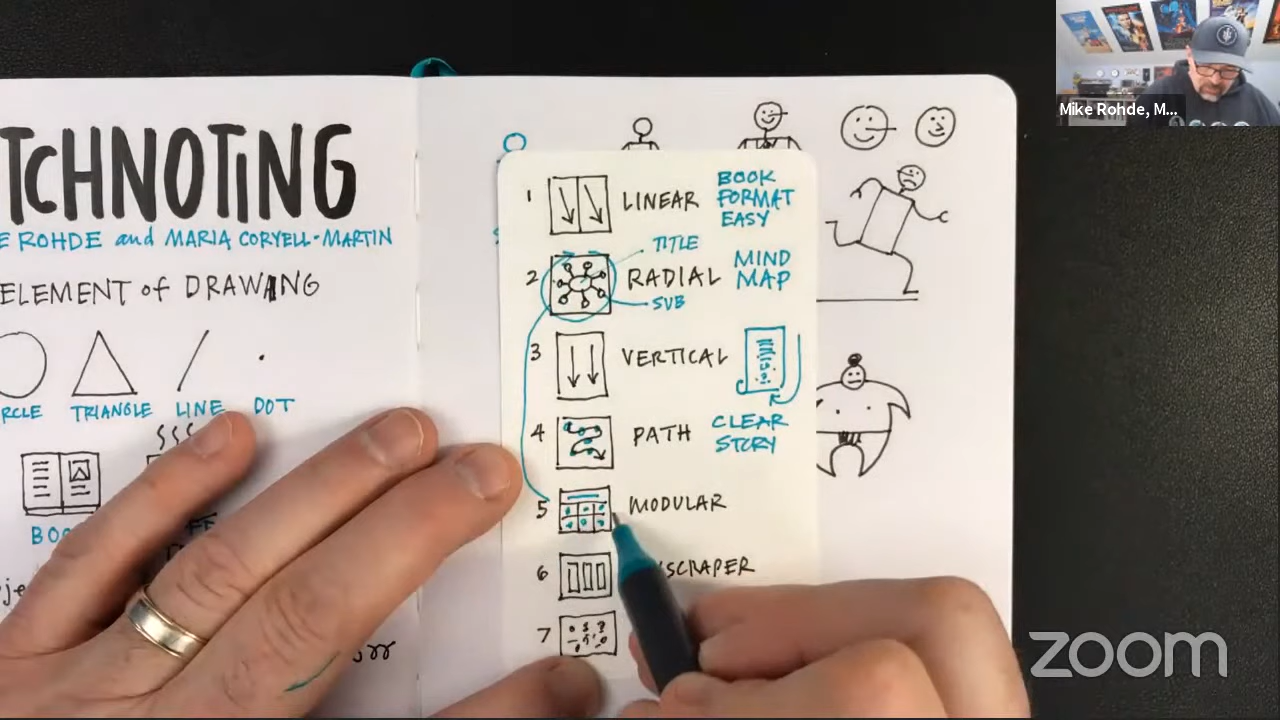 TCHNOTiNG
E ROHDE and MARIA CORYELL-MARTIN
ELEMENT of DRAWING
RCLE TRIANGLE LINE DOT
BOO
1 LINEAR BOOK FORMAT EASY
TITLE
2 RADIAL MIND MAP
SUB
3 VERTICAL
4 PATH CLEAR STORY
5 MODULAR
6 SCRAPER
7
Mike Rohde, M...
zoom